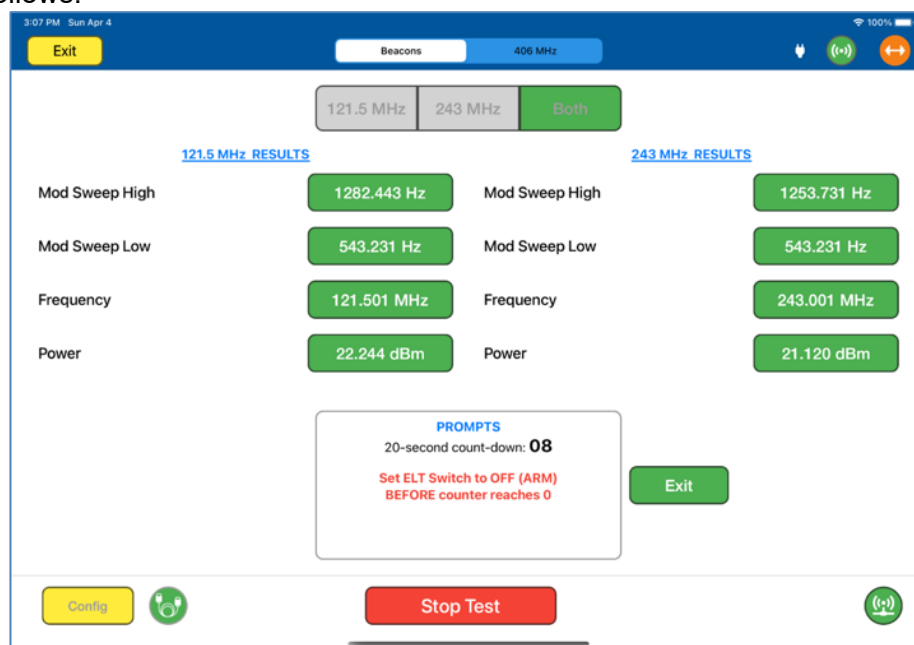 ollows:
3:07 PM Sun Apr 4
100%
Exit
Beacons
406 MHz
121.5 MHz
243 MHz
Both
121.5 MHz RESULTS
243 MHz RESULTS
Mod Sweep High
1282.443 Hz
Mod Sweep High
1253.731 Hz
Mod Sweep Low
543.231 Hz
Mod Sweep Low
543.231 Hz
Frequency
121.501 MHz
Frequency
243.001 MHz
Power
22.244 dBm
Power
21.120 dBm
PROMPTS
20-second count-down: 08
Set ELT Switch to OFF (ARM)
BEFORE counter reaches 0
Exit
Config
Stop Test